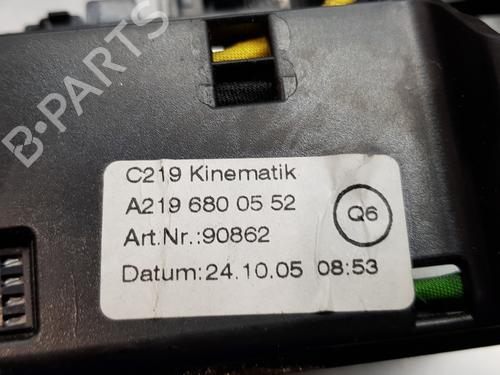 B-PARTS
C219 Kinematik
A219 680 05 52
Art.Nr.:90862
Q6
Datum:24.10.05 08:53